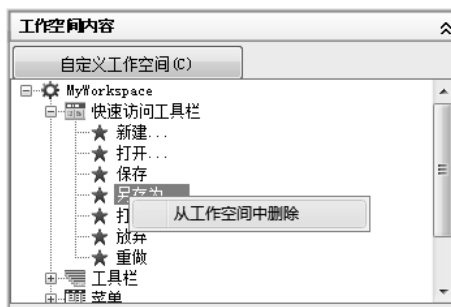 工作空间内容
自定义工作空间(C)
MyWorkspace
快速访问工具栏
新建...
打开...
保存
另存为...
从工作空间中删除
打
放弃
重做
工具栏
菜单